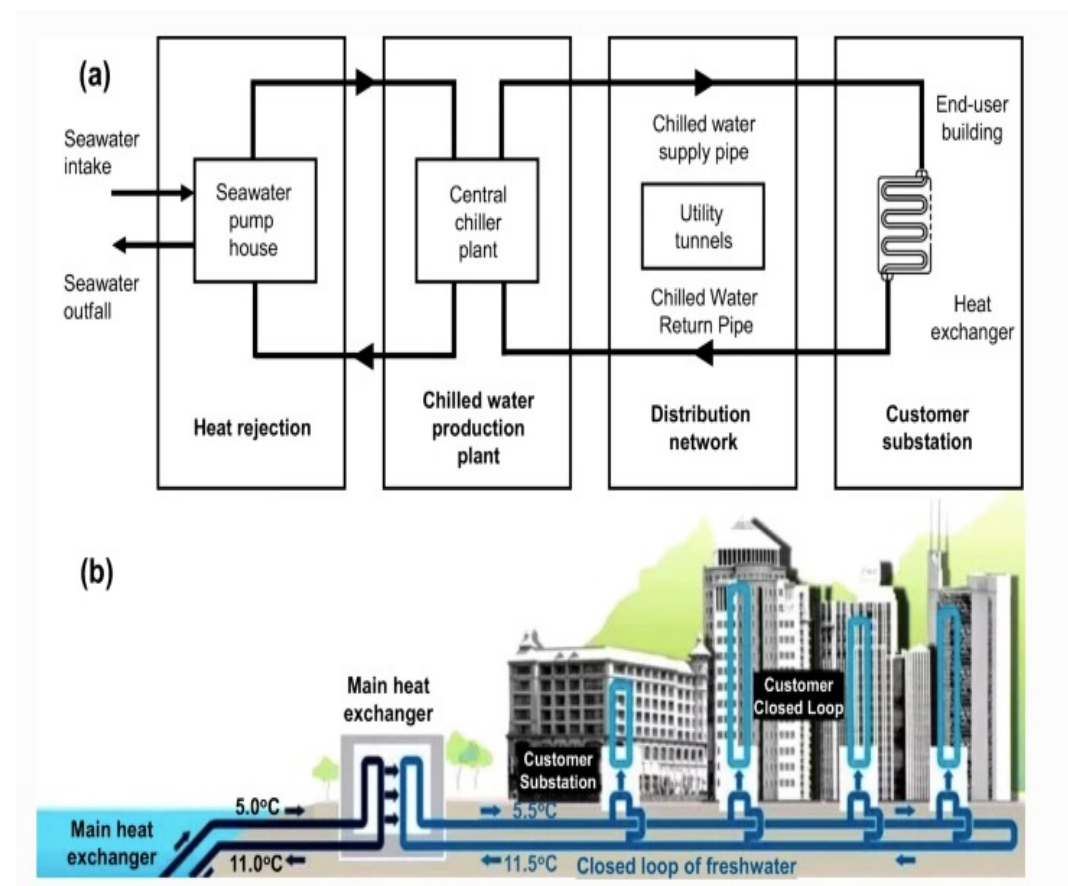 (a)
Seawater
intake
Seawater
outfall
Seawater
pump
house
Heat rejection
Central
chiller
plant
Chilled water
production
plant
Chilled water
supply pipe
Utility
tunnels
Chilled Water
Return Pipe
Distribution
network
End-user
building
Heat
exchanger
Customer
substation
(b)
Main heat
exchanger
Customer
Closed Loop
Customer
Substation
5.0°C
5.5°C
Main heat
exchanger
11.0°C
11.5°C
Closed loop of freshwater